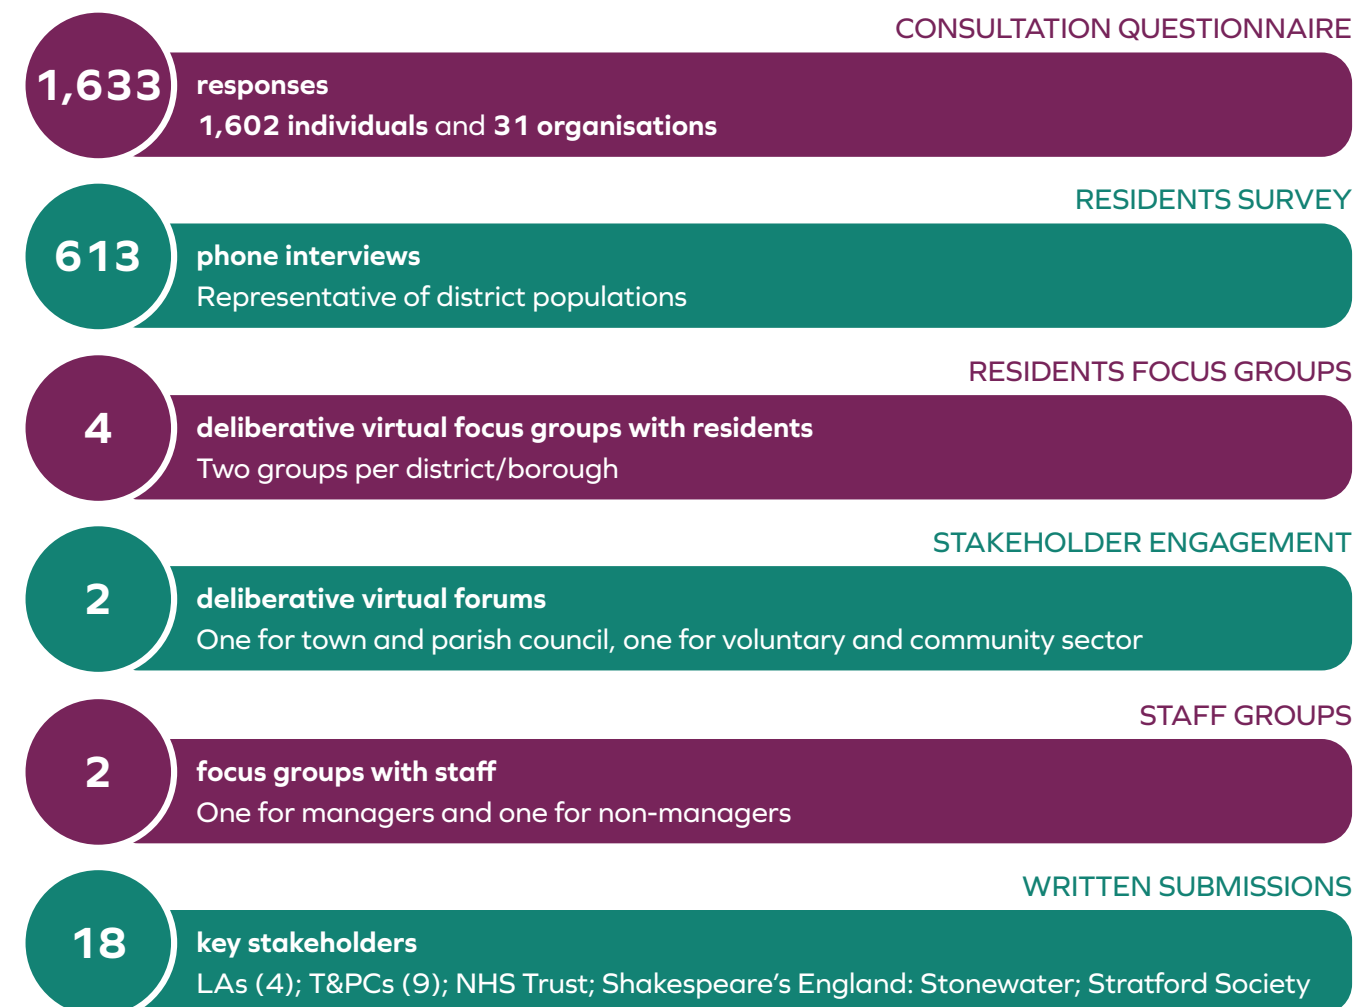 CONSULTATION QUESTIONNAIRE
1,633
responses
1,602 individuals and 31 organisations
RESIDENTS SURVEY
613
phone interviews
Representative of district populations
RESIDENTS FOCUS GROUPS
4
deliberative virtual focus groups with residents
Two groups per district/borough
STAKEHOLDER ENGAGEMENT
2
deliberative virtual forums
One for town and parish council, one for voluntary and community sector
STAFF GROUPS
2
focus groups with staff
One for managers and one for non-managers
WRITTEN SUBMISSIONS
18
key stakeholders
LAs (4); T&PCs (9); NHS Trust; Shakespeare’s England: Stonewater; Stratford Society